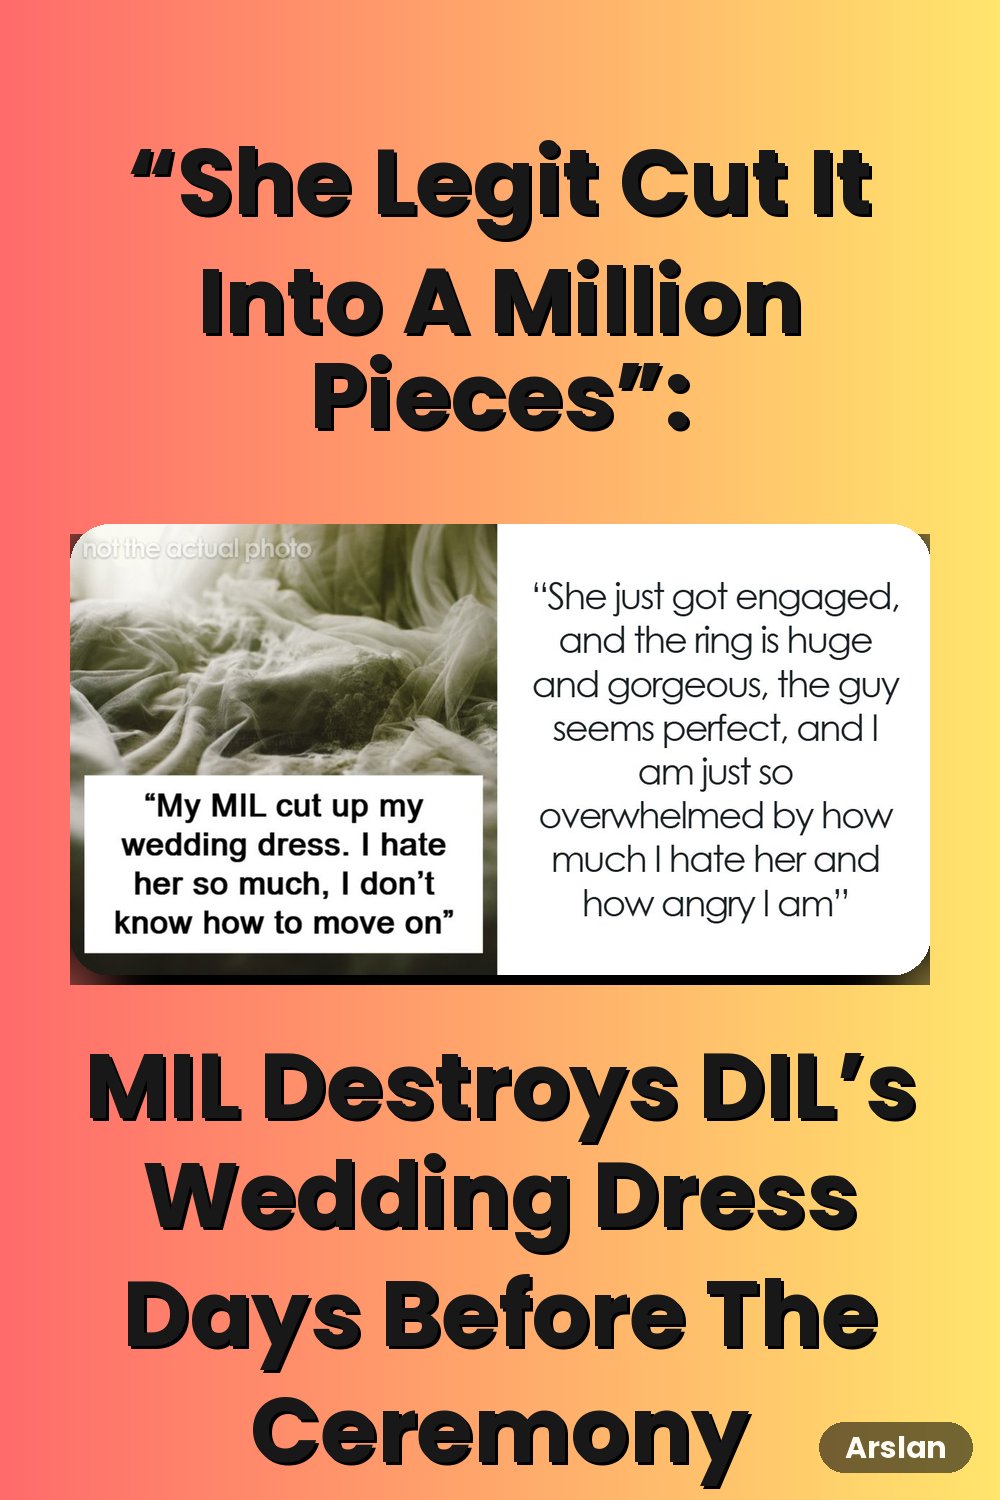 “She Legit Cut It
Into A Million
Pieces”:
not the actual photo
“My MIL cut up my
wedding dress. I hate
her so much, I don’t
know how to move on”
“She just got engaged,
and the ring is huge
and gorgeous, the guy
seems perfect, and I
am just so
overwhelmed by how
much I hate her and
how angry I am”
MIL Destroys DIL’s
Wedding Dress
Days Before The
Ceremony
Arslan